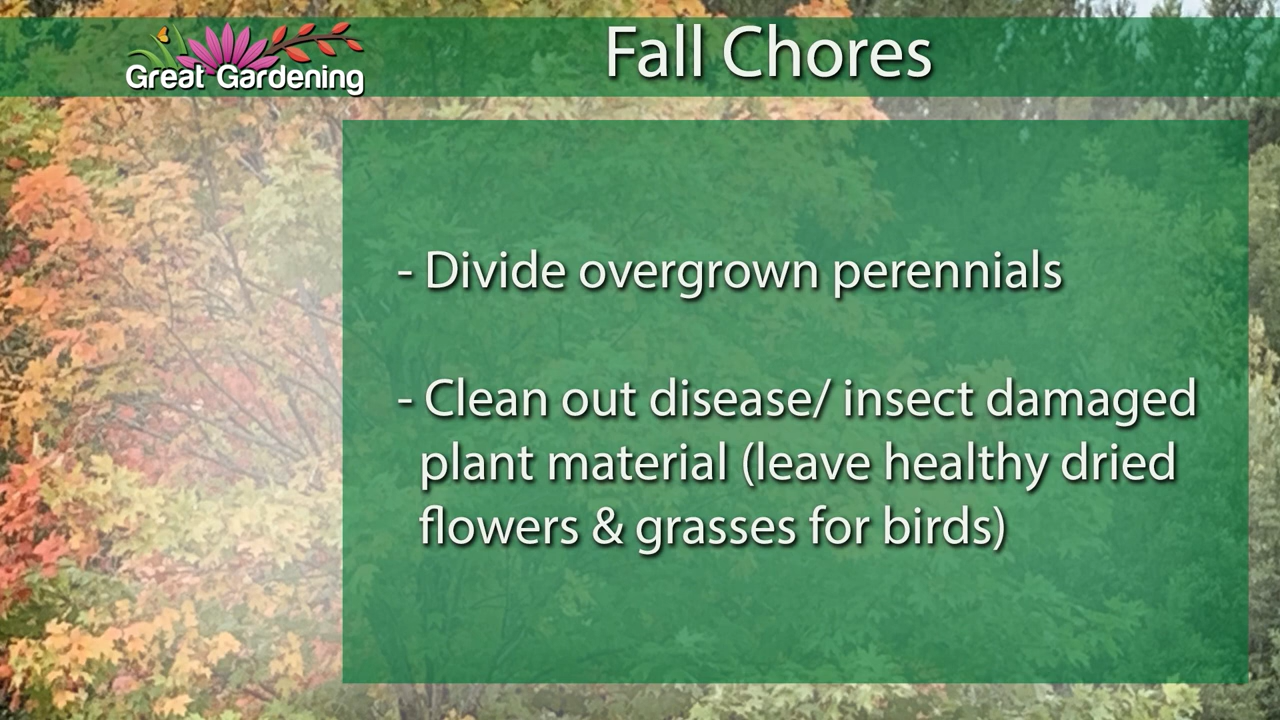 Great Gardening
Fall Chores
- Divide overgrown perennials
- Clean out disease/ insect damaged
plant material (leave healthy dried
flowers & grasses for birds)